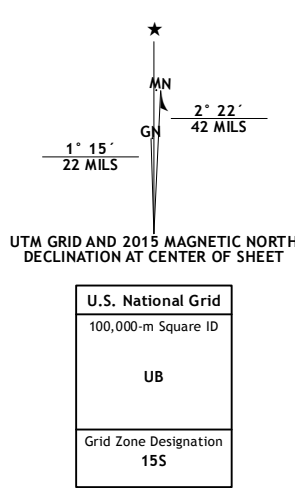 ★
MN
GN
2° 22´
42 MILS
1° 15´
22 MILS
UTM GRID AND 2015 MAGNETIC NORTH
DECLINATION AT CENTER OF SHEET
U.S. National Grid
100,000-m Square ID
UB
Grid Zone Designation
15S